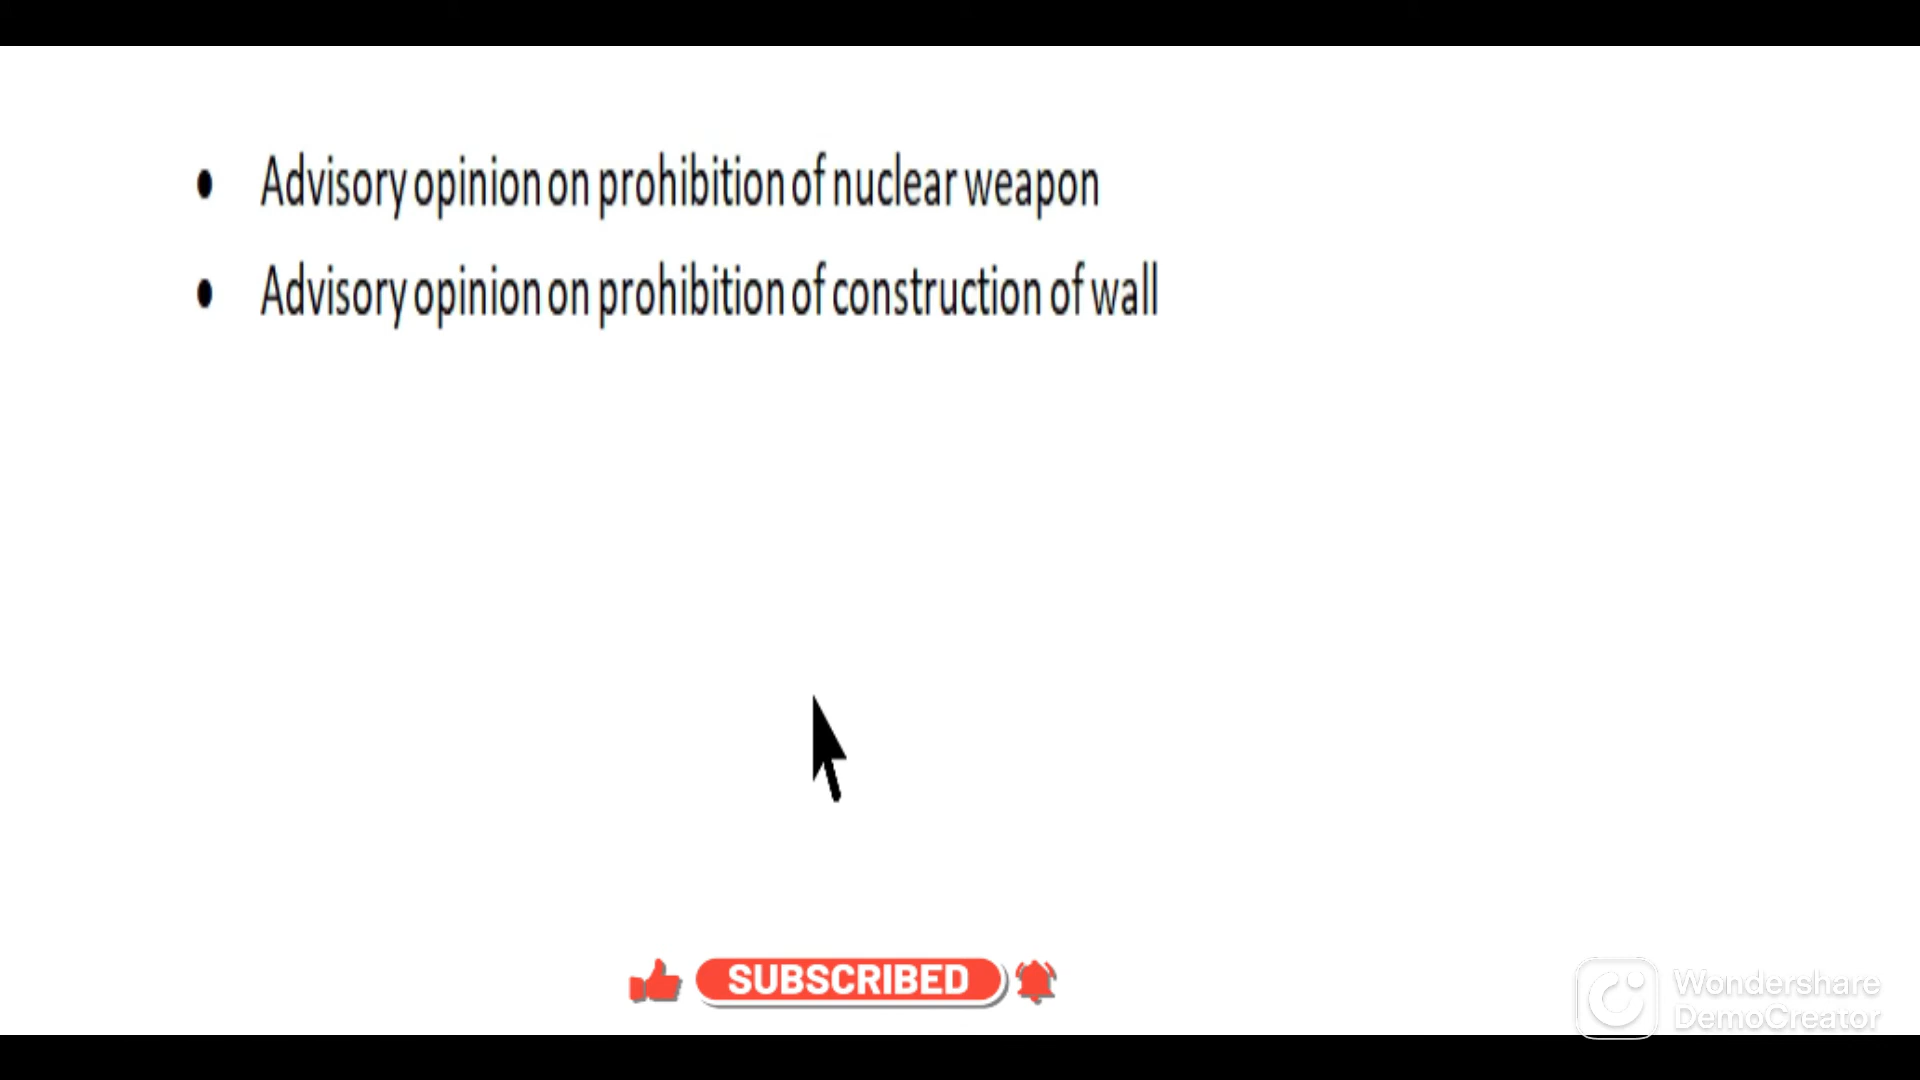 • Advisory opinion on prohibition of nuclear weapon
• Advisory opinion on prohibition of construction of wall
SUBSCRIBED
Wondershare
DemoCreator